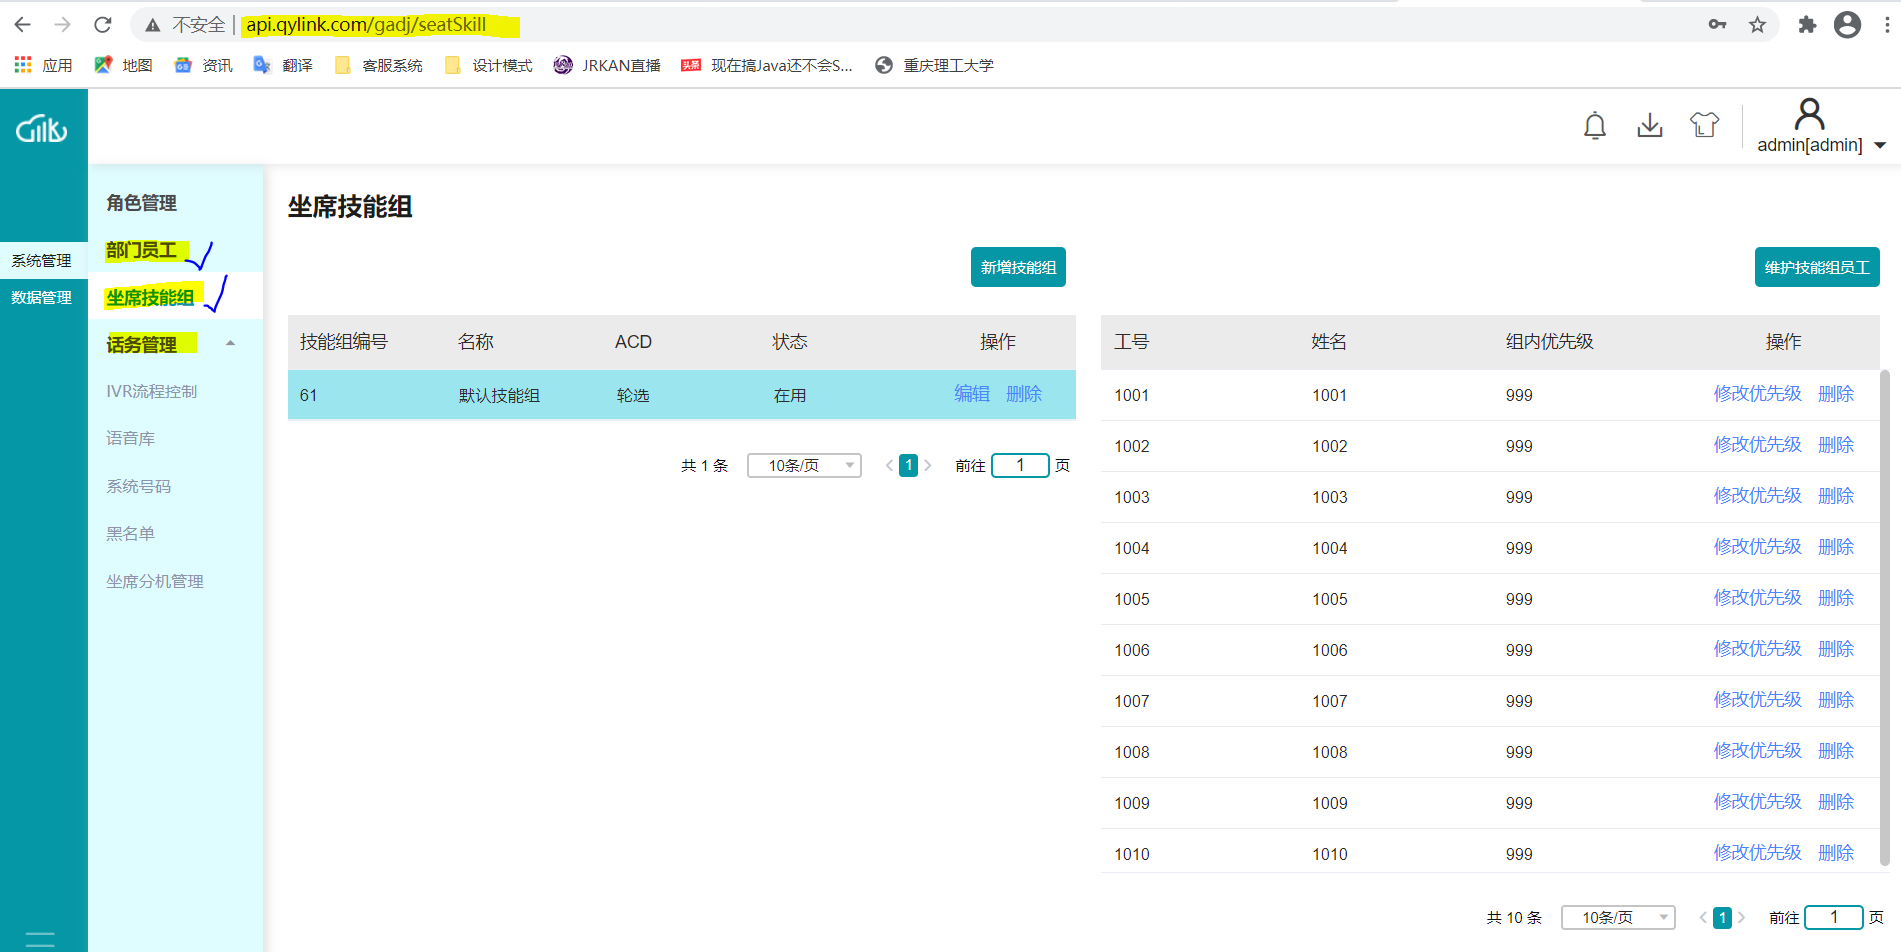 不安全 | api.qylink.com/gadj/seatSkill
应用 地图 资讯 翻译 客服系统 设计模式 JRKAN直播 头条 现在搞Java还不会S... 重庆理工大学
admin[admin]
系统管理
数据管理
角色管理
部门员工
坐席技能组
话务管理
IVR流程控制
语音库
系统号码
黑名单
坐席分机管理
坐席技能组
新增技能组 维护技能组员工
技能组编号 名称 ACD 状态 操作
61 默认技能组 轮选 在用 编辑 删除
共 1 条 10条/页 1 前往 1 页
工号 姓名 组内优先级 操作
1001 1001 999 修改优先级 删除
1002 1002 999 修改优先级 删除
1003 1003 999 修改优先级 删除
1004 1004 999 修改优先级 删除
1005 1005 999 修改优先级 删除
1006 1006 999 修改优先级 删除
1007 1007 999 修改优先级 删除
1008 1008 999 修改优先级 删除
1009 1009 999 修改优先级 删除
1010 1010 999 修改优先级 删除
共 10 条 10条/页 1 前往 1 页